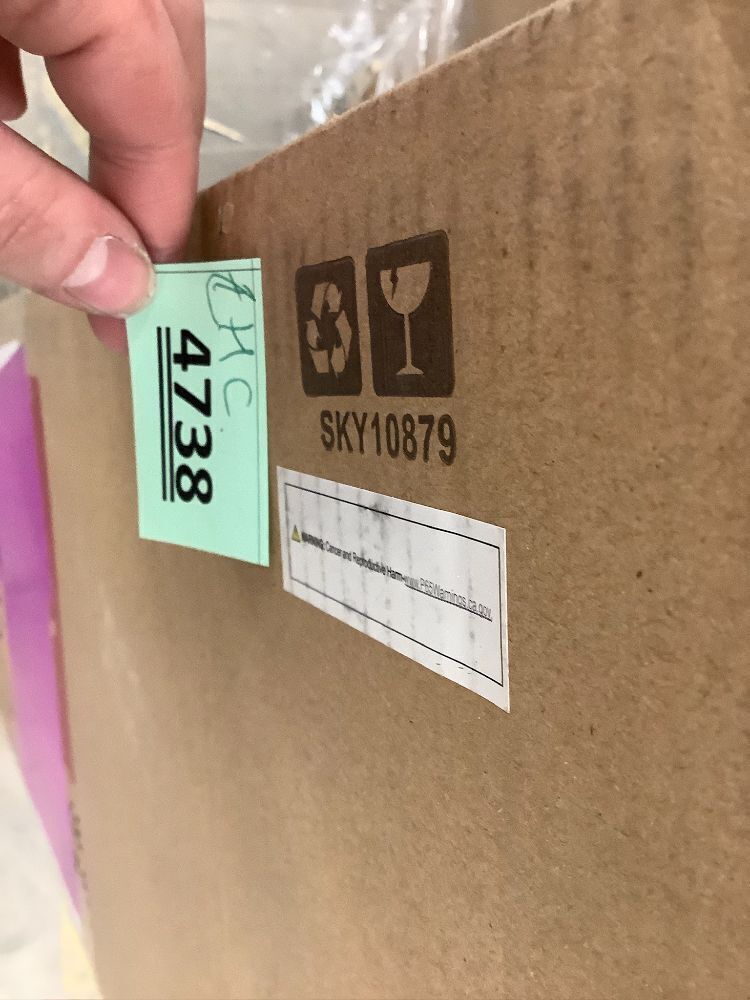 4738
SKY10879
WARNING: Cancer and Reproductive Harm-www.P65Warnings.ca.gov.